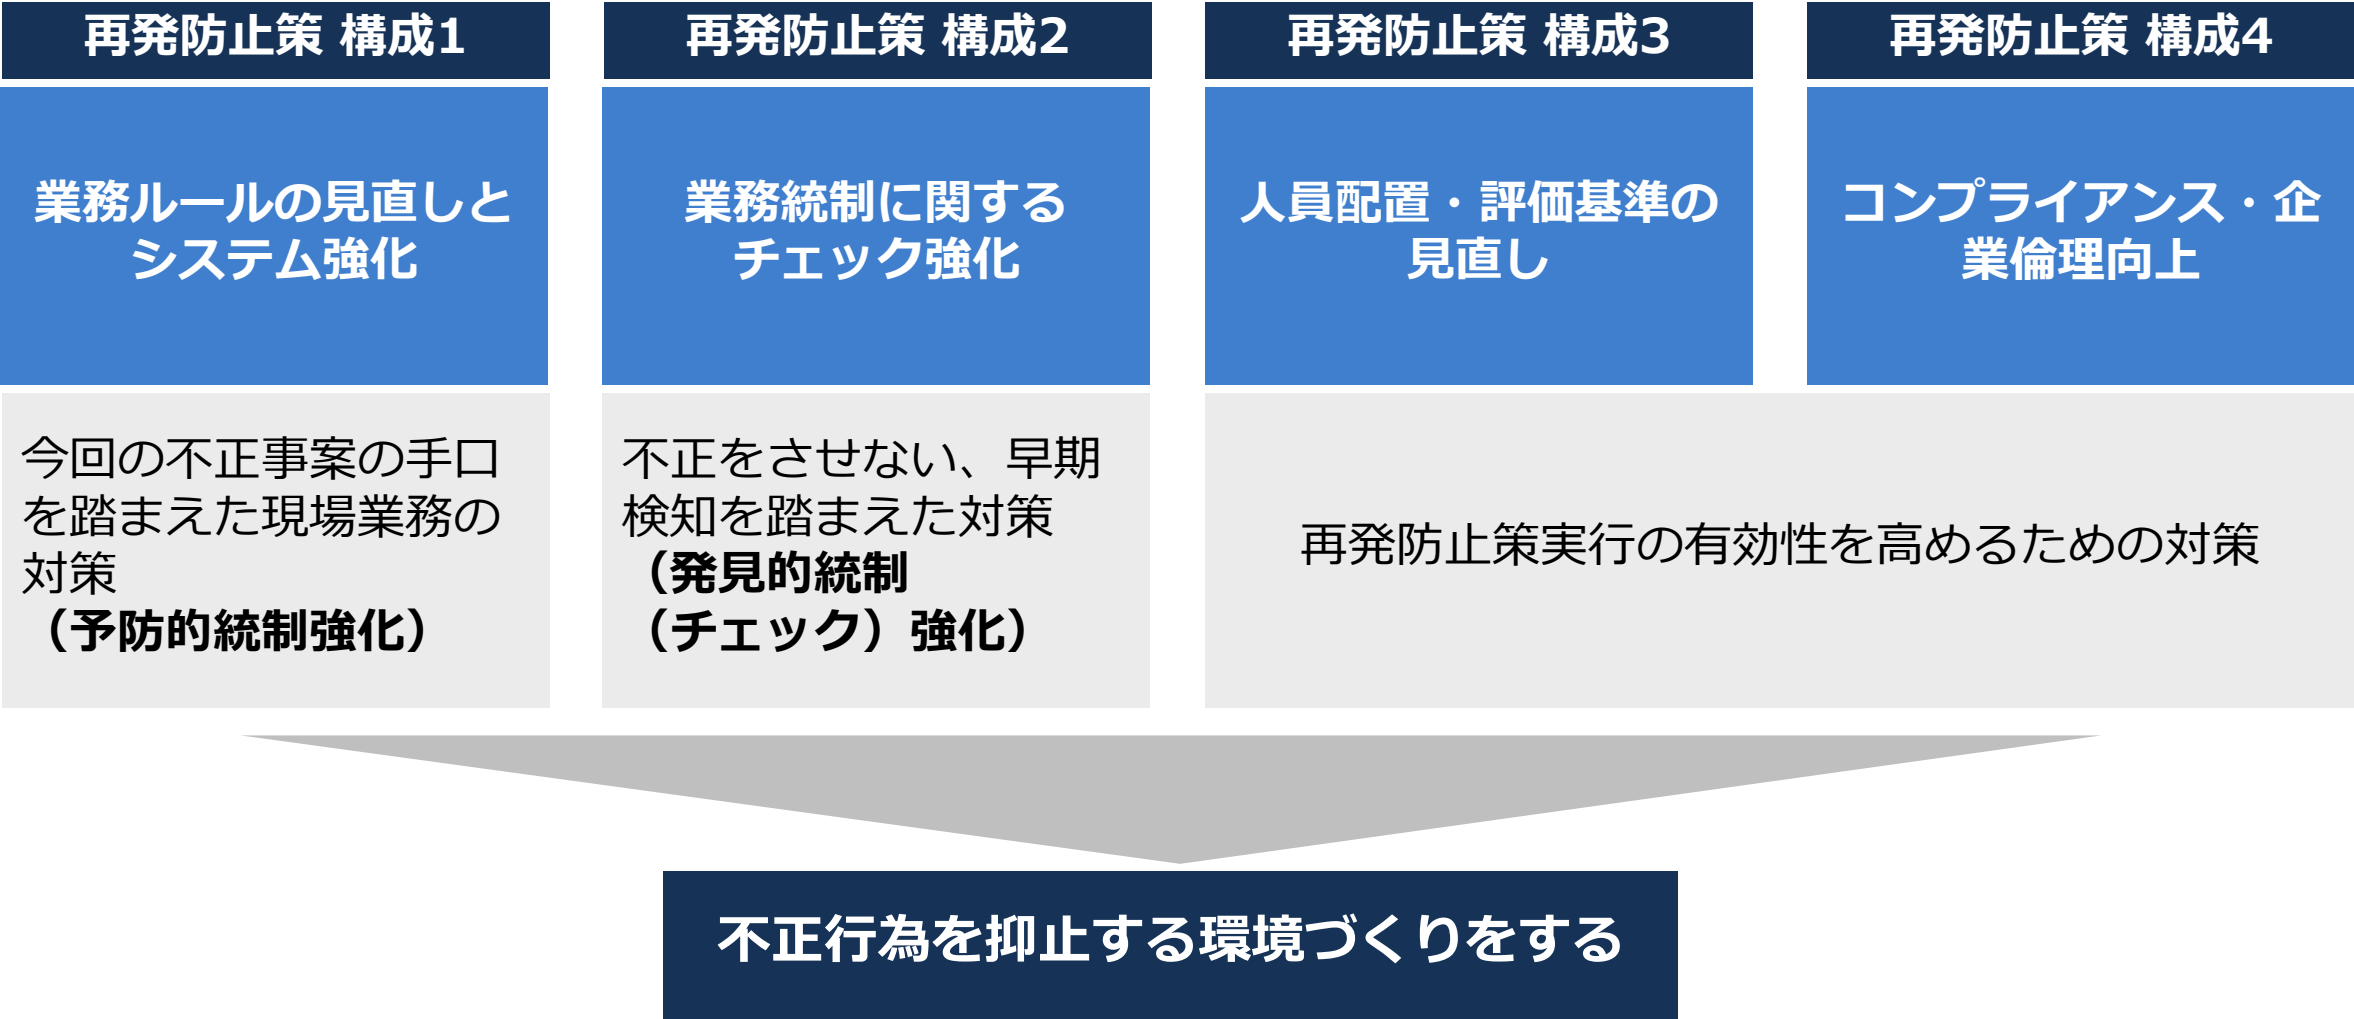 再発防止策 構成1
業務ルールの見直しと
システム強化
今回の不正事案の手口
を踏まえた現場業務の
対策
（予防的統制強化）
再発防止策 構成2
業務統制に関する
チェック強化
不正をさせない、早期
検知を踏まえた対策
（発見的統制
（チェック）強化）
再発防止策 構成3
人員配置・評価基準の
見直し
再発防止策 構成4
コンプライアンス・企
業倫理向上
再発防止策実行の有効性を高めるための対策
不正行為を抑止する環境づくりをする